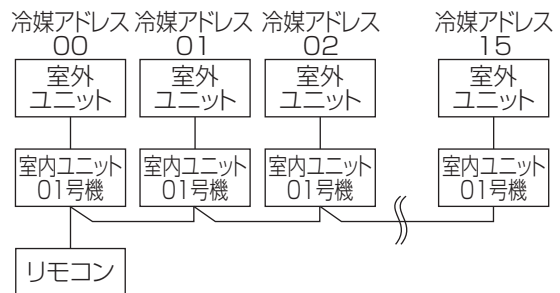 冷媒アドレス 冷媒アドレス 冷媒アドレス 冷媒アドレス
00 01 02 15
室外 室外 室外 室外
ユニット ユニット ユニット ユニット
室内ユニット 室内ユニット 室内ユニット 室内ユニット
01号機 01号機 01号機 01号機
リモコン